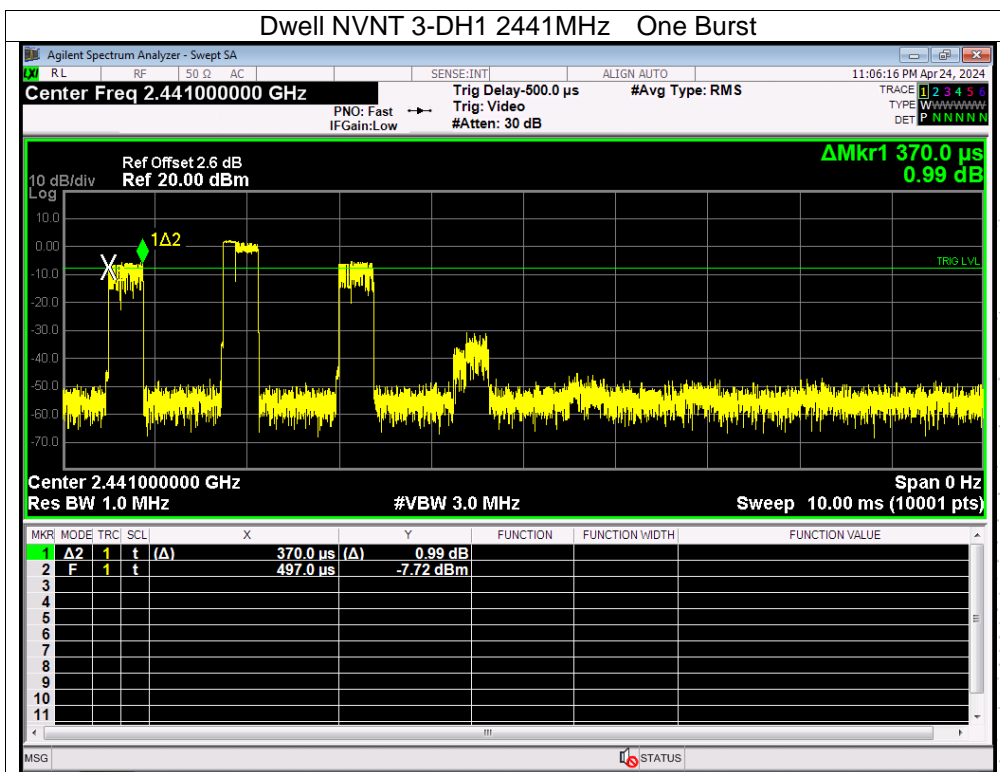 Dwell NVNT 3-DH1 2441MHz One Burst
Agilent Spectrum Analyzer - Swept SA
LXI RL RF 50 Ω AC SENSE:INT ALIGN AUTO 11:06:16 PM Apr 24, 2024
Center Freq 2.441000000 GHz
PNO: Fast
IFGain:Low
Trig Delay-500.0 µs
Trig: Video
#Atten: 30 dB
#Avg Type: RMS
TRACE 1 2 3 4 5 6
TYPE WWWWWW
DET P N N N N N
ΔMkr1 370.0 µs
0.99 dB
Ref Offset 2.6 dB
10 dB/div Ref 20.00 dBm
Log
10.0
0.00
-10.0
-20.0
-30.0
-40.0
-50.0
-60.0
-70.0
1Δ2
TRIG LVL
Center 2.441000000 GHz Span 0 Hz
Res BW 1.0 MHz #VBW 3.0 MHz Sweep 10.00 ms (10001 pts)
MKR MODE TRC SCL X Y FUNCTION FUNCTION WIDTH FUNCTION VALUE
1 Δ2 1 t (Δ) 370.0 µs (Δ) 0.99 dB
2 F 1 t 497.0 µs -7.72 dBm
3
4
5
6
7
8
9
10
11
MSG STATUS